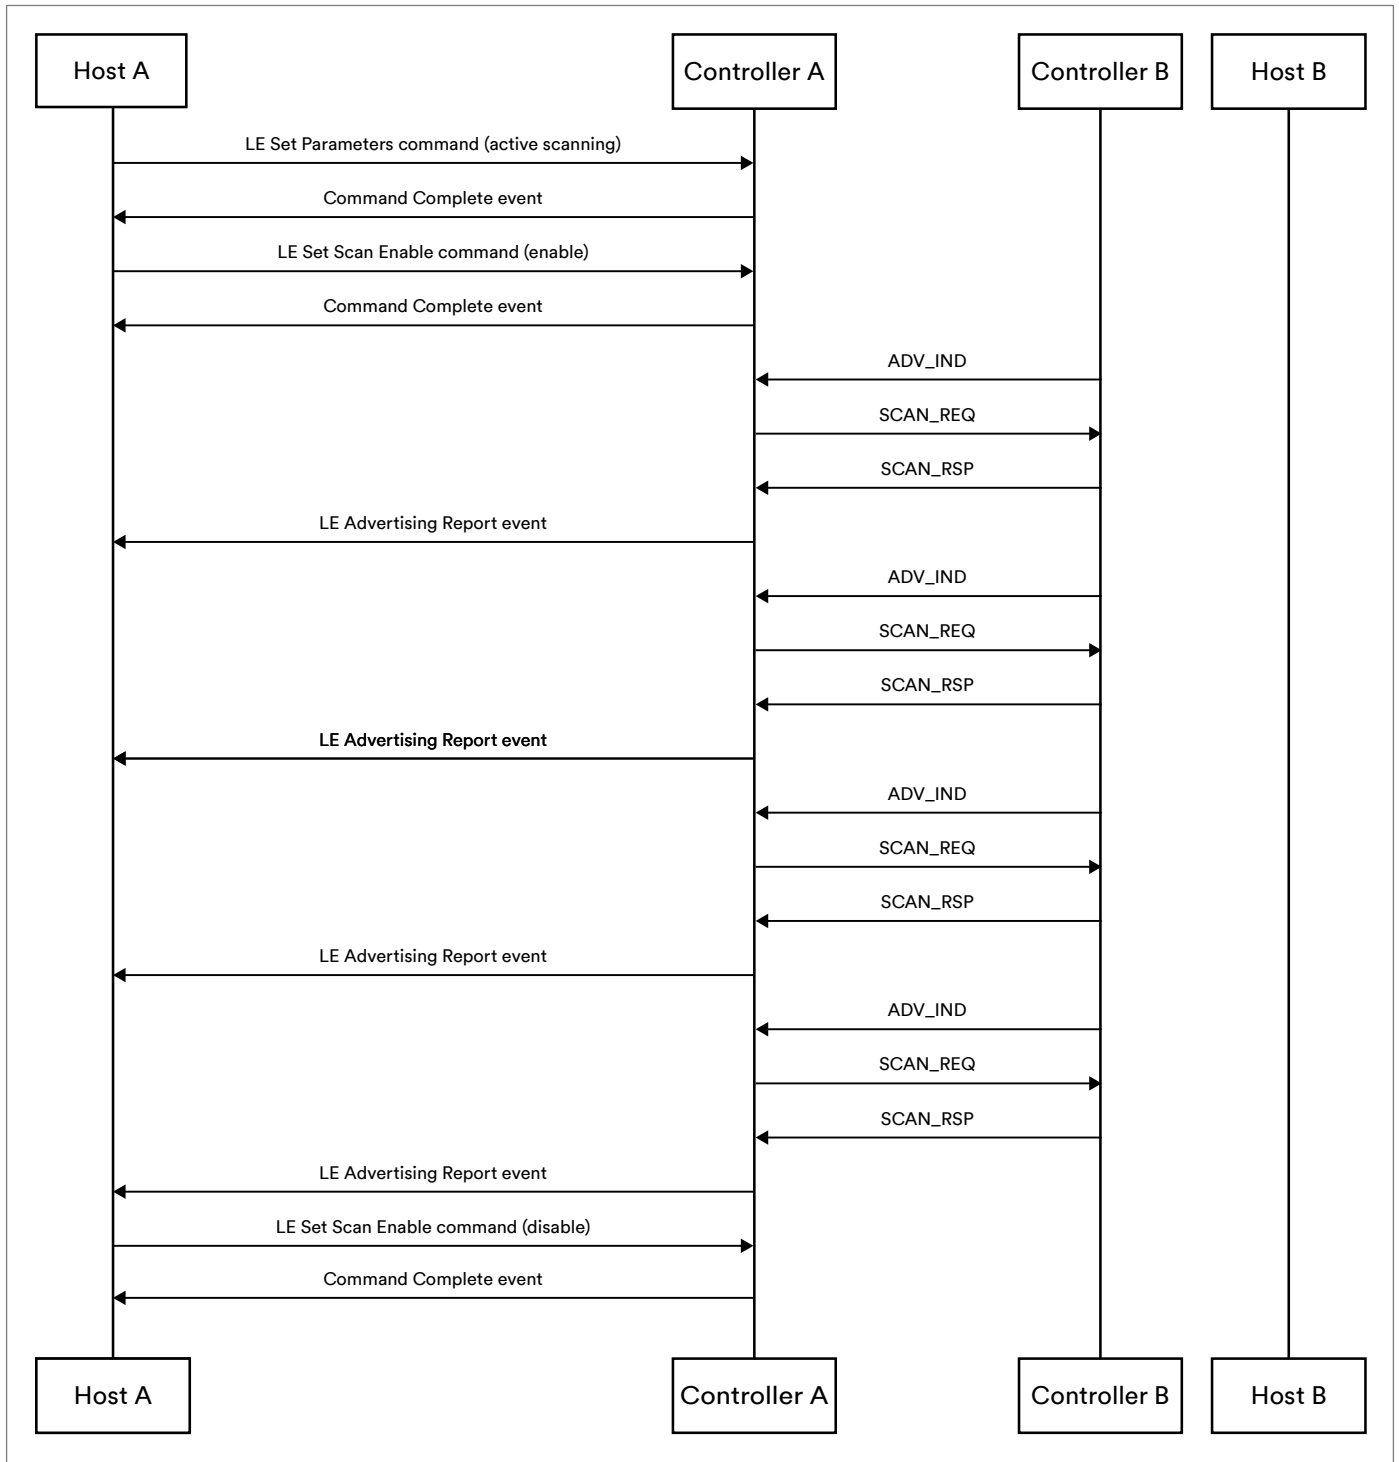 Host A
Controller A
Controller B
Host B
LE Set Parameters command (active scanning)
Command Complete event
LE Set Scan Enable command (enable)
Command Complete event
ADV_IND
SCAN_REQ
SCAN_RSP
LE Advertising Report event
ADV_IND
SCAN_REQ
SCAN_RSP
LE Advertising Report event
ADV_IND
SCAN_REQ
SCAN_RSP
LE Advertising Report event
ADV_IND
SCAN_REQ
SCAN_RSP
LE Advertising Report event
LE Set Scan Enable command (disable)
Command Complete event
Host A
Controller A
Controller B
Host B